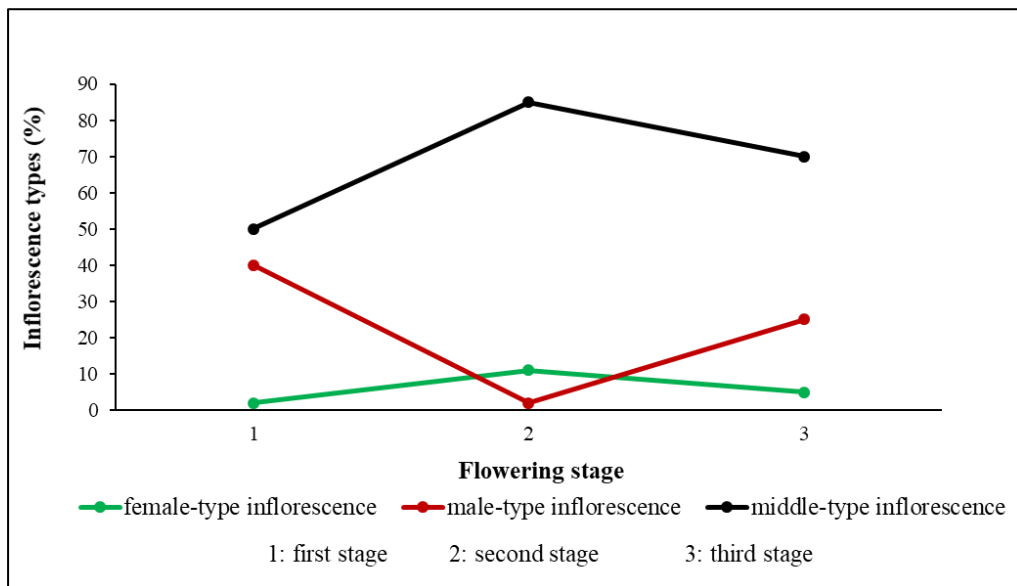 Inflorescence types (%)
90
80
70
60
50
40
30
20
10
0
1 2 3
Flowering stage
female-type inflorescence male-type inflorescence middle-type inflorescence
1: first stage 2: second stage 3: third stage